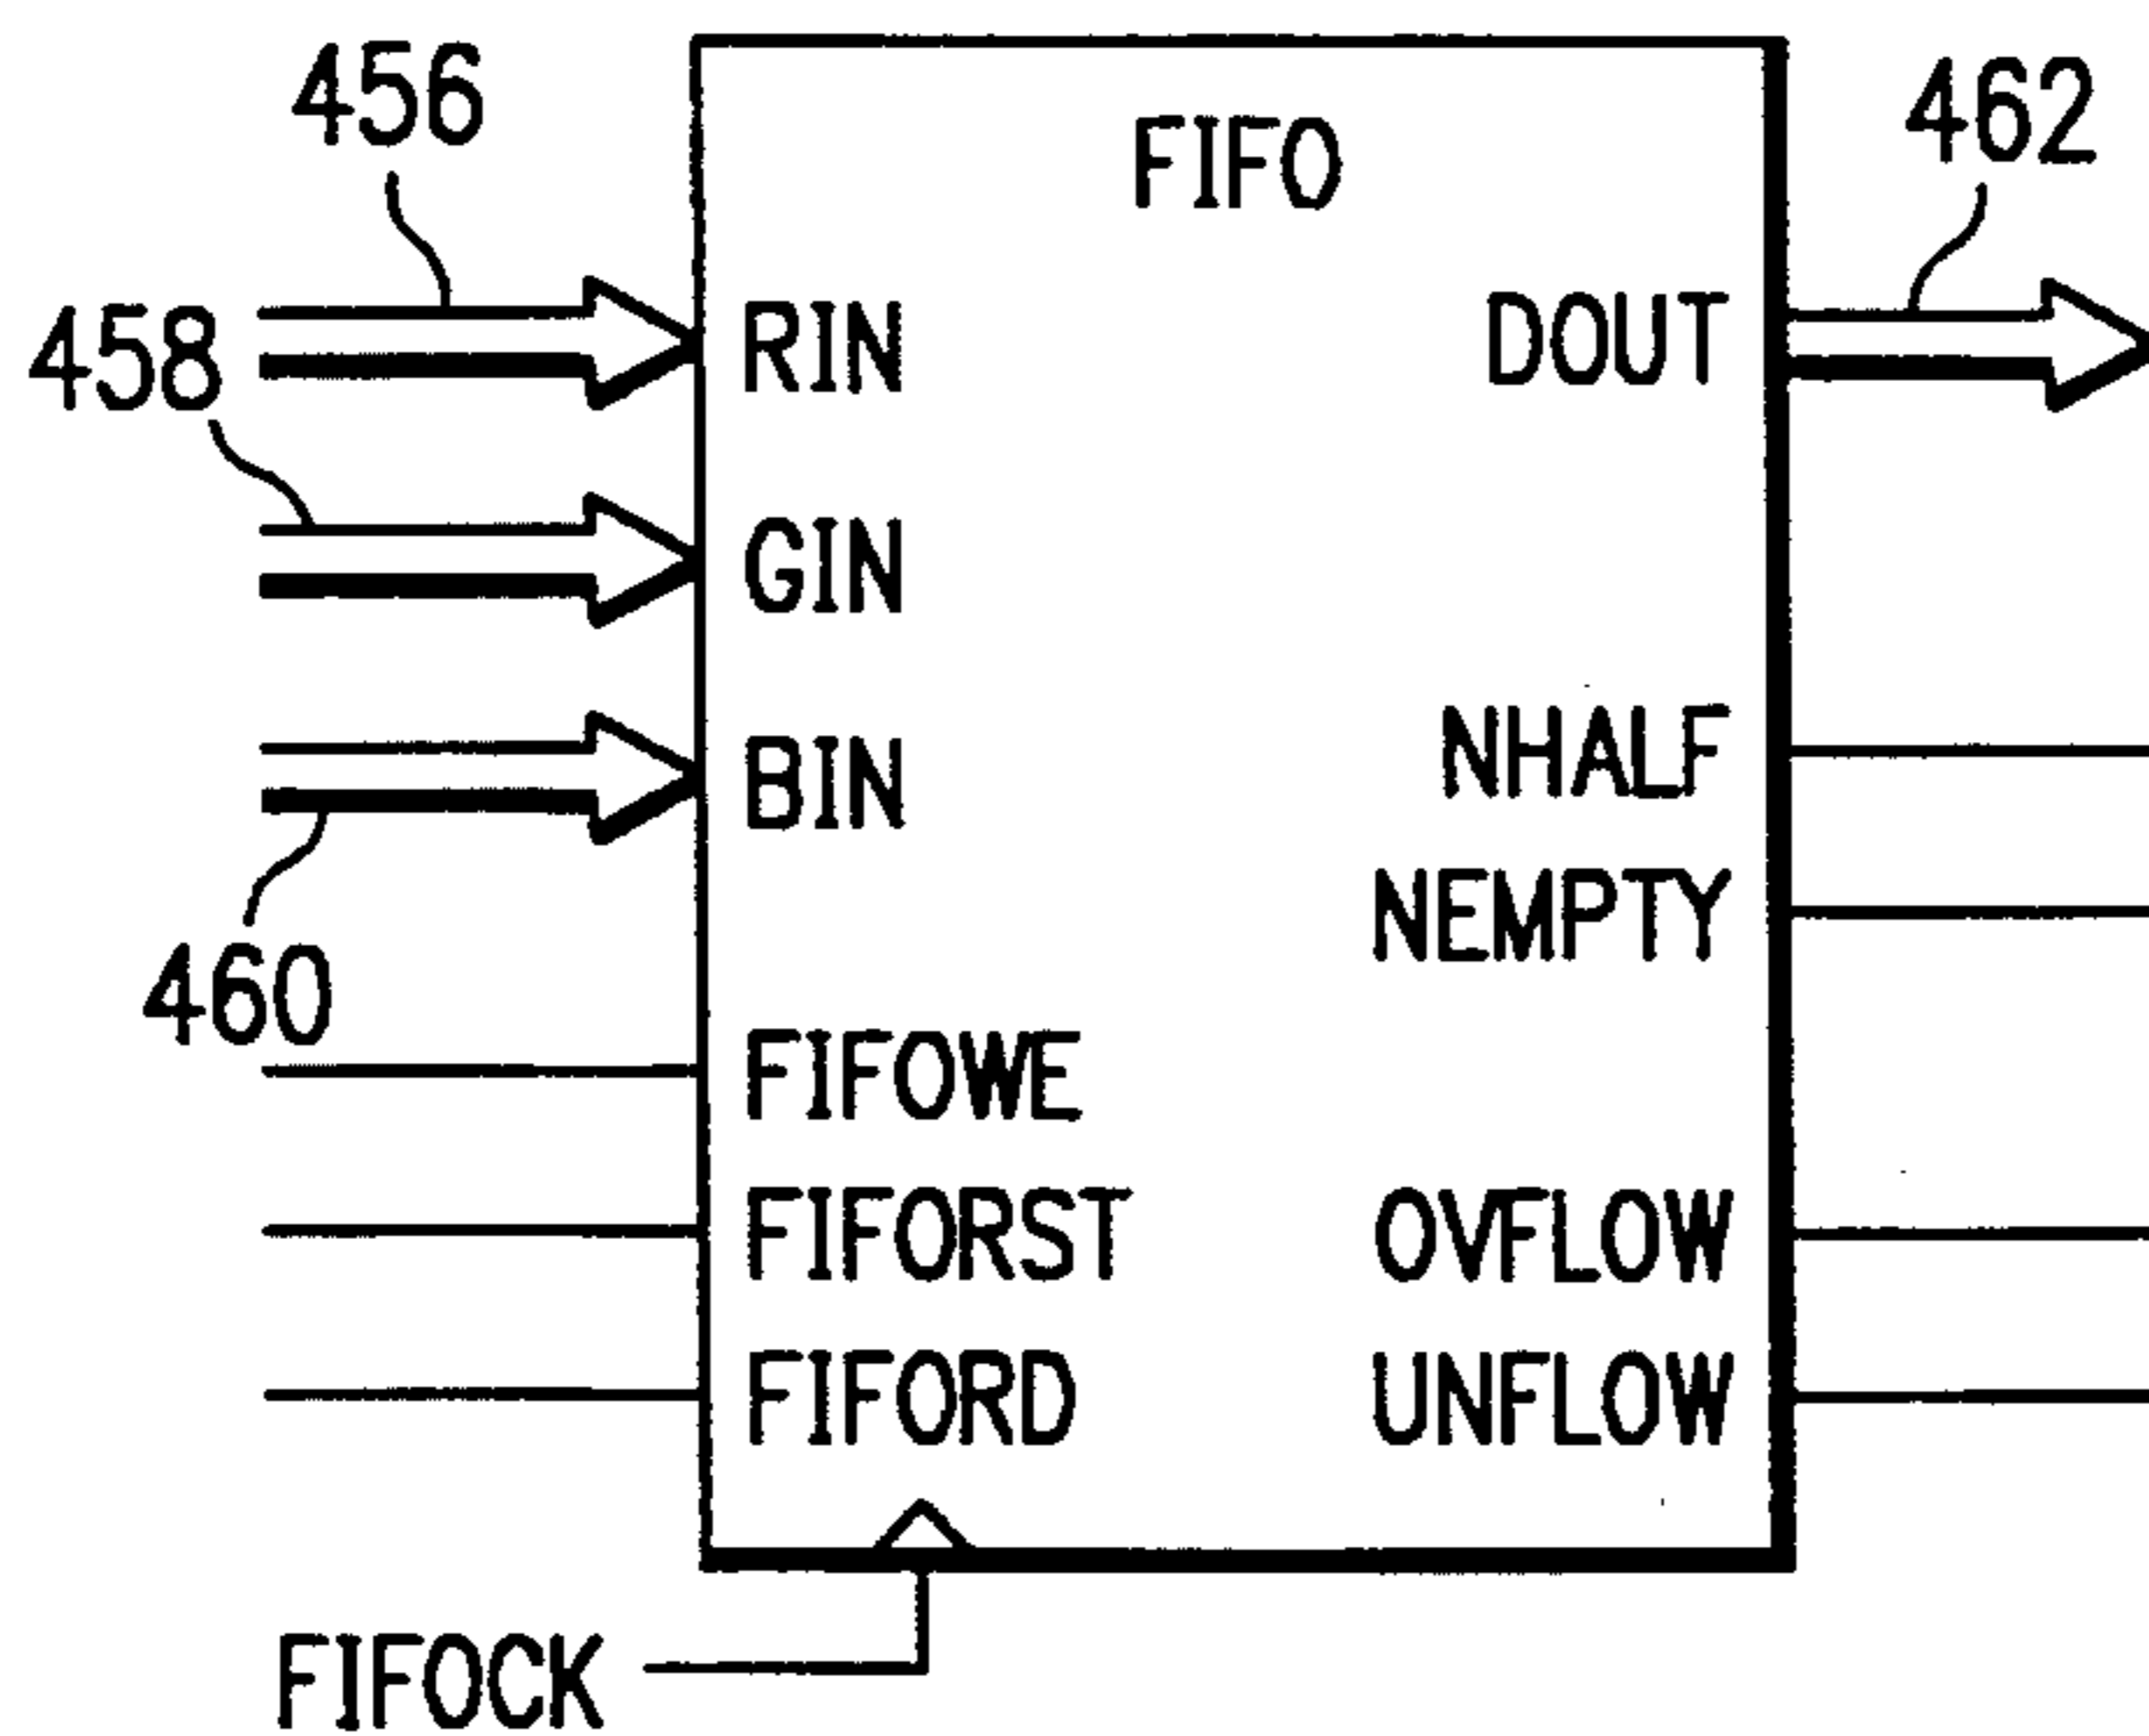 456
462
FIFO
458
RIN
DOUT
GIN
BIN
NHALF
NEMPTY
460
FIFOWE
FIFORST
OVFLOW
FIFORD
UNFLOW
FIFOCK